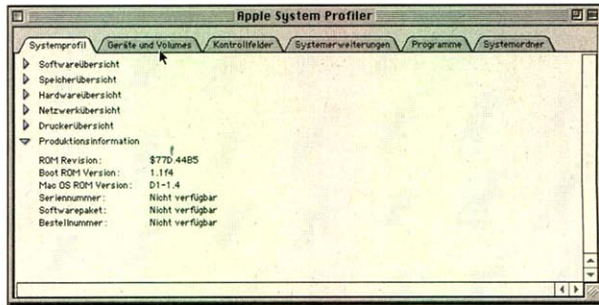 Apple System Profiler
Systemprofil Geräte und Volumes Kontrollfelder Systemerweiterungen Programme Systemordner
Softwareübersicht
Speicherübersicht
Hardwareübersicht
Netzwerkübersicht
Druckerübersicht
Produktionsinformation
ROM Revision: $77D.44B5
Boot ROM Version: 1.1f4
Mac OS ROM Version: D1-1.4
Seriennummer: Nicht verfügbar
Softwarepaket: Nicht verfügbar
Bestellnummer: Nicht verfügbar